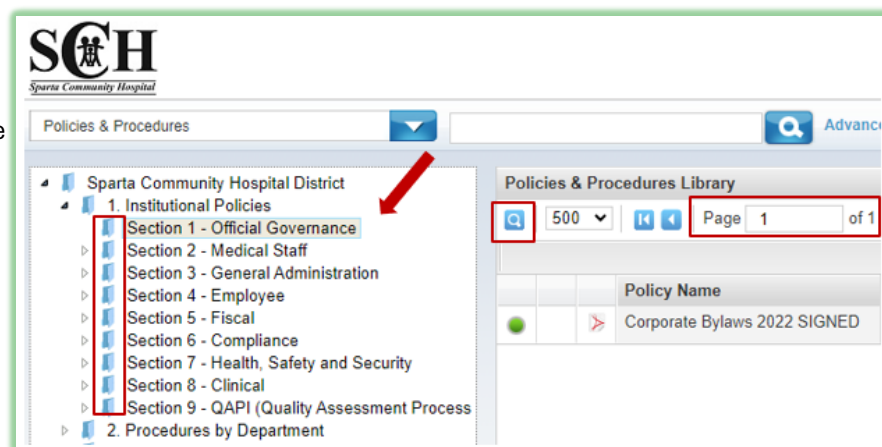 SCH
Sparta Community Hospital
e
Policies & Procedures
Advance
Sparta Community Hospital District
1. Institutional Policies
Section 1 - Official Governance
Section 2 - Medical Staff
Section 3 - General Administration
Section 4 - Employee
Section 5 - Fiscal
Section 6 - Compliance
Section 7 - Health, Safety and Security
Section 8 - Clinical
Section 9 - QAPI (Quality Assessment Process
2. Procedures by Department
Policies & Procedures Library
500 Page 1 of 1
Policy Name
Corporate Bylaws 2022 SIGNED